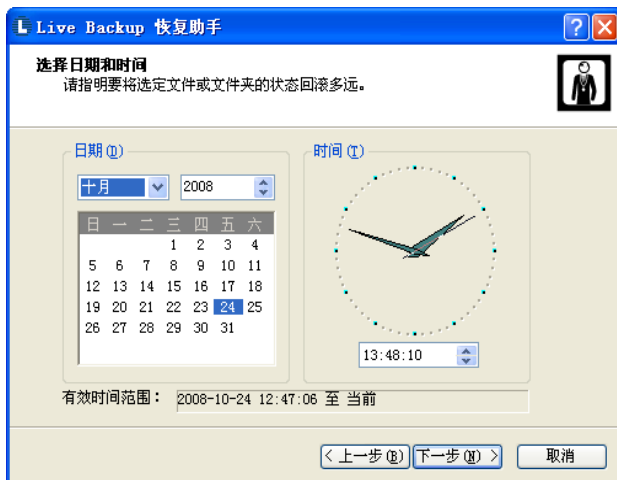 Live Backup 恢复助手
选择日期和时间
请指明要将选定文件或文件夹的状态回滚多远。
日期(D)
时间(T)
十月 2008
日 一 二 三 四 五 六
1 2 3 4
5 6 7 8 9 10 11
12 13 14 15 16 17 18
19 20 21 22 23 24 25
26 27 28 29 30 31
13:48:10
有效时间范围： 2008-10-24 12:47:06 至 当前
< 上一步(B) 下一步(N) > 取消